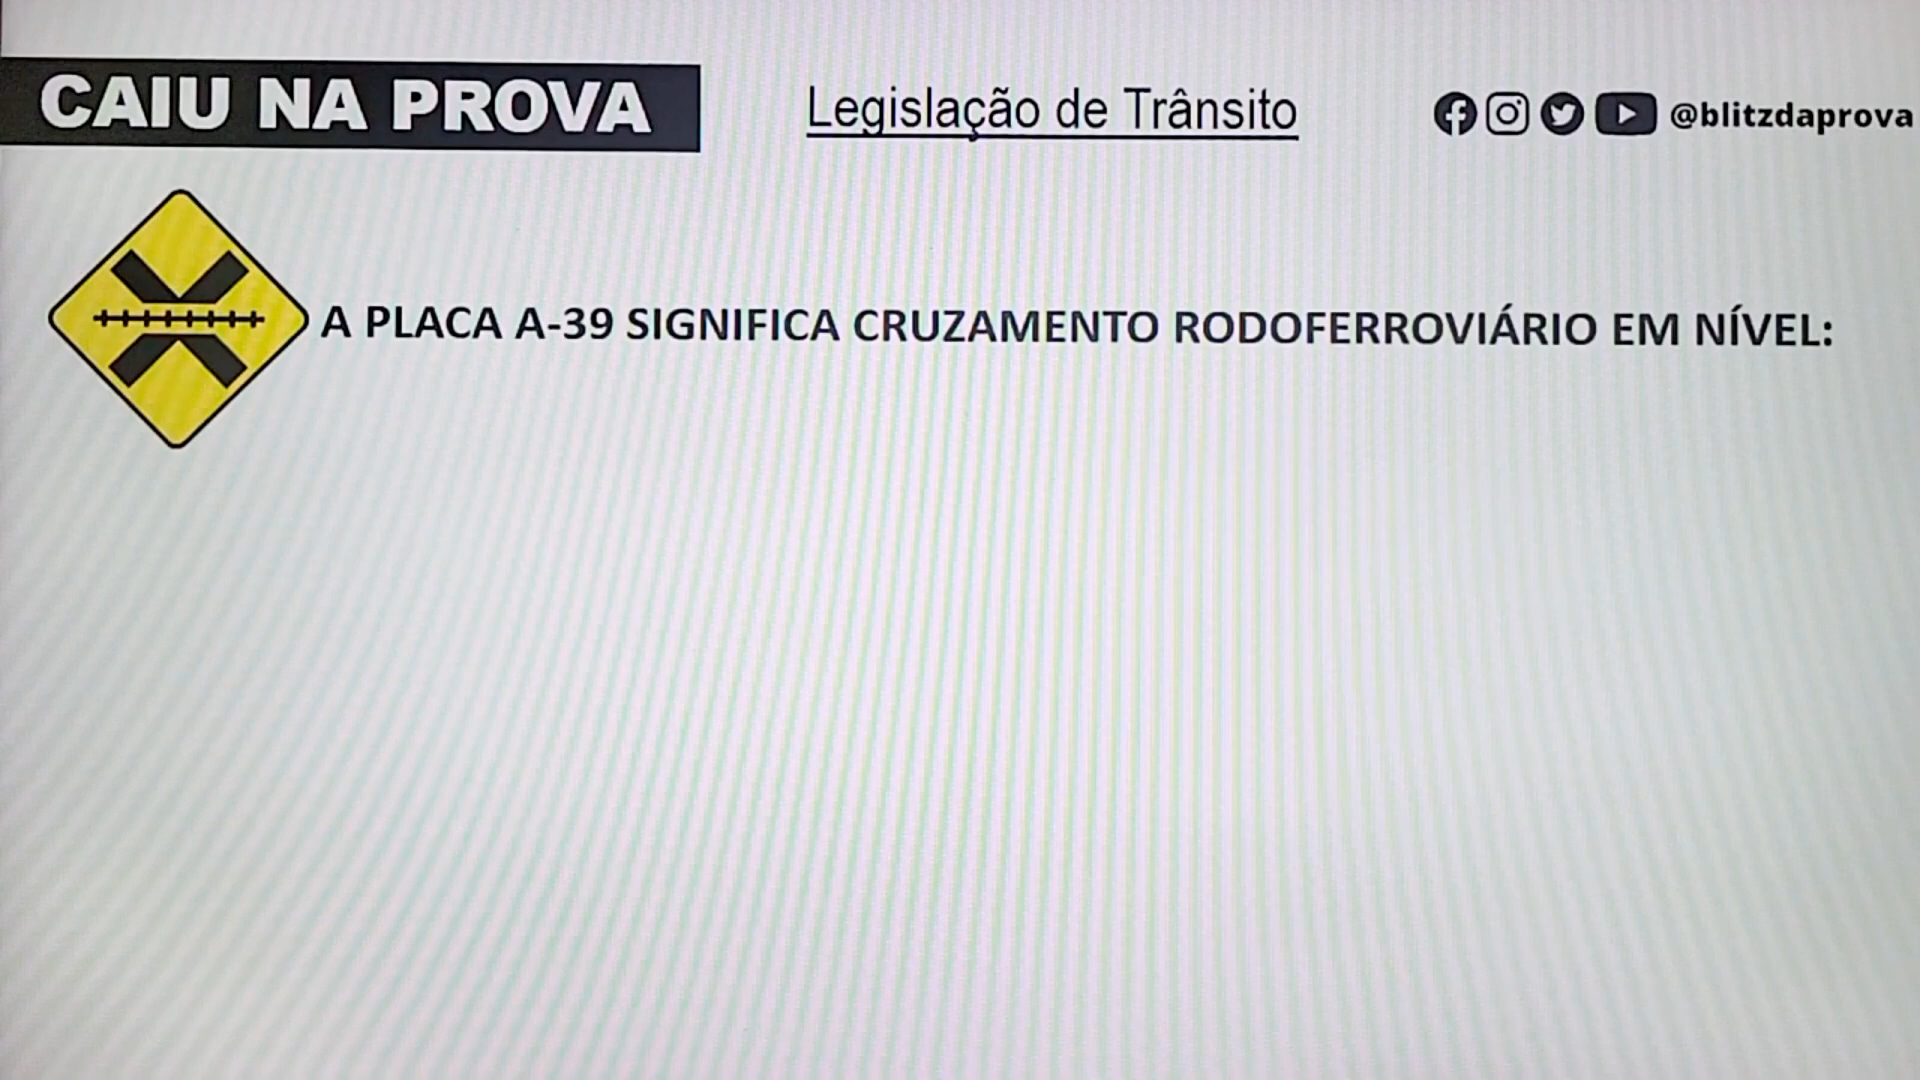 CAIU NA PROVA
Legislação de Trânsito
@blitzdaprova
A PLACA A-39 SIGNIFICA CRUZAMENTO RODOFERROVIÁRIO EM NÍVEL: